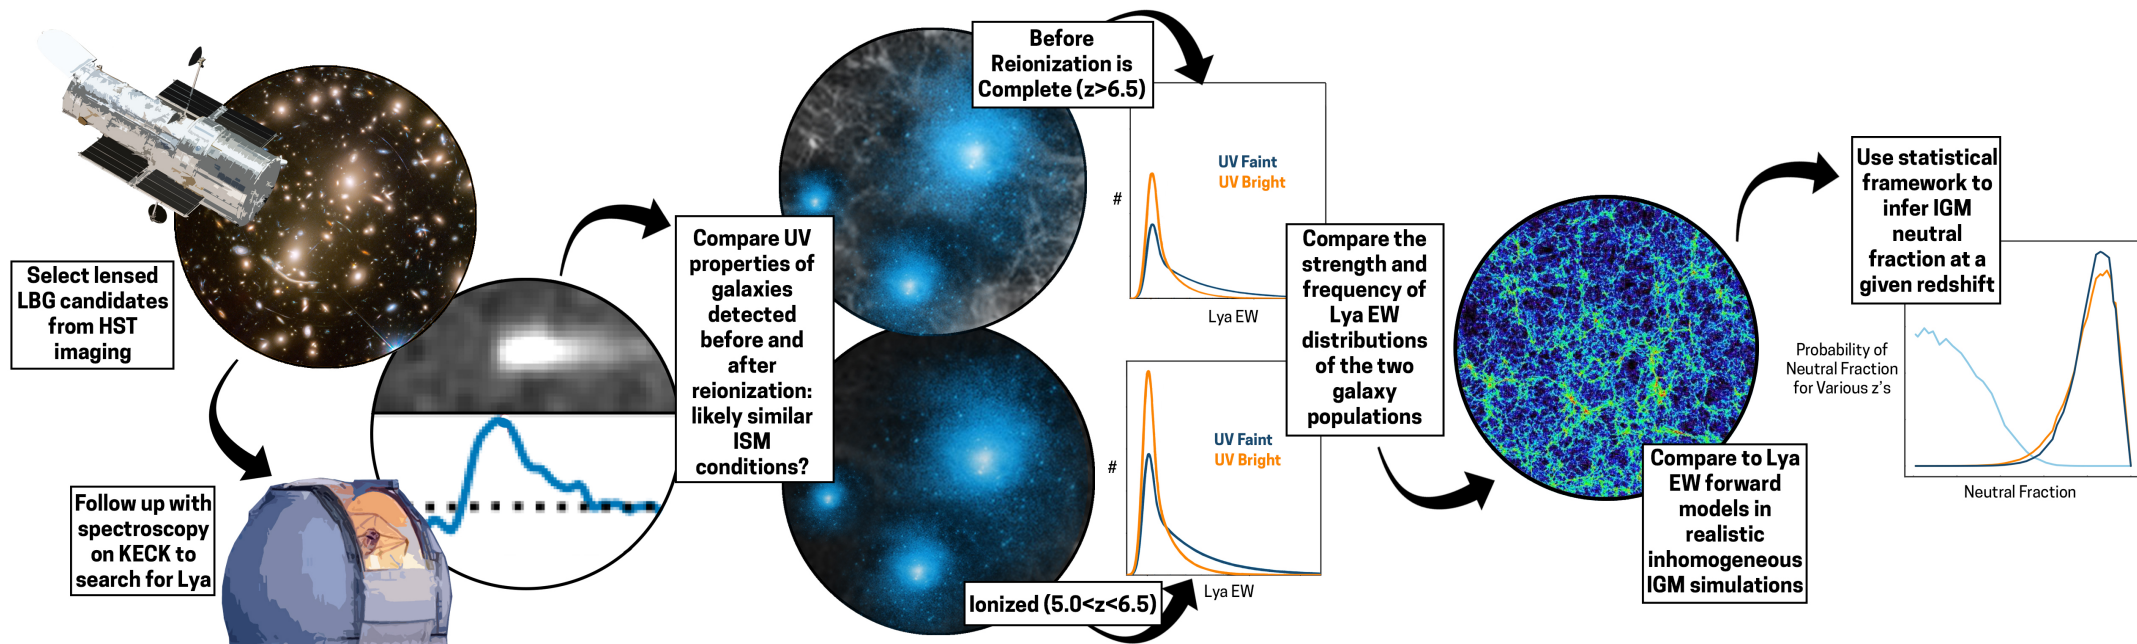 Select lensed
LBG candidates
from HST
imaging
Follow up with
spectroscopy
on KECK to
search for Lya
Compare UV
properties of
galaxies
detected
before and
after
reionization:
likely similar
ISM
conditions?
Before
Reionization is
Complete (z>6.5)
UV Faint
UV Bright
#
Lya EW
Ionized (5.0<z<6.5)
UV Faint
UV Bright
#
Lya EW
Compare the
strength and
frequency of
Lya EW
distributions
of the two
galaxy
populations
Compare to Lya
EW forward
models in
realistic
inhomogeneous
IGM simulations
Use statistical
framework to
infer IGM
neutral
fraction at a
given redshift
Probability of
Neutral Fraction
for Various z's
Neutral Fraction